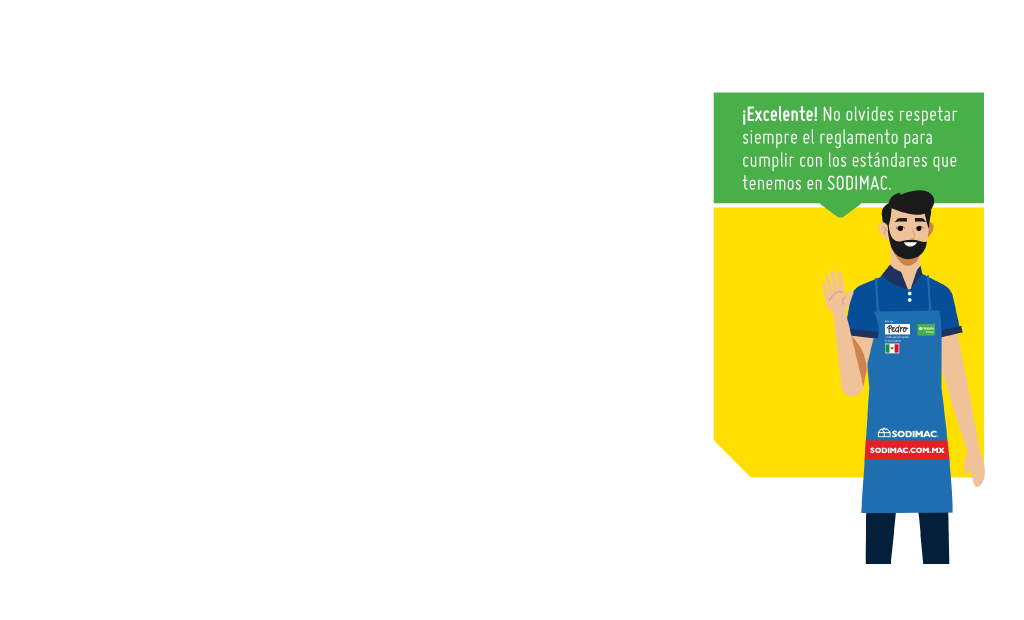 ¡Excelente! No olvides respetar
siempre el reglamento para
cumplir con los estándares que
tenemos en SODIMAC.
Pedro
SODIMAC
SODIMAC.COM.MX